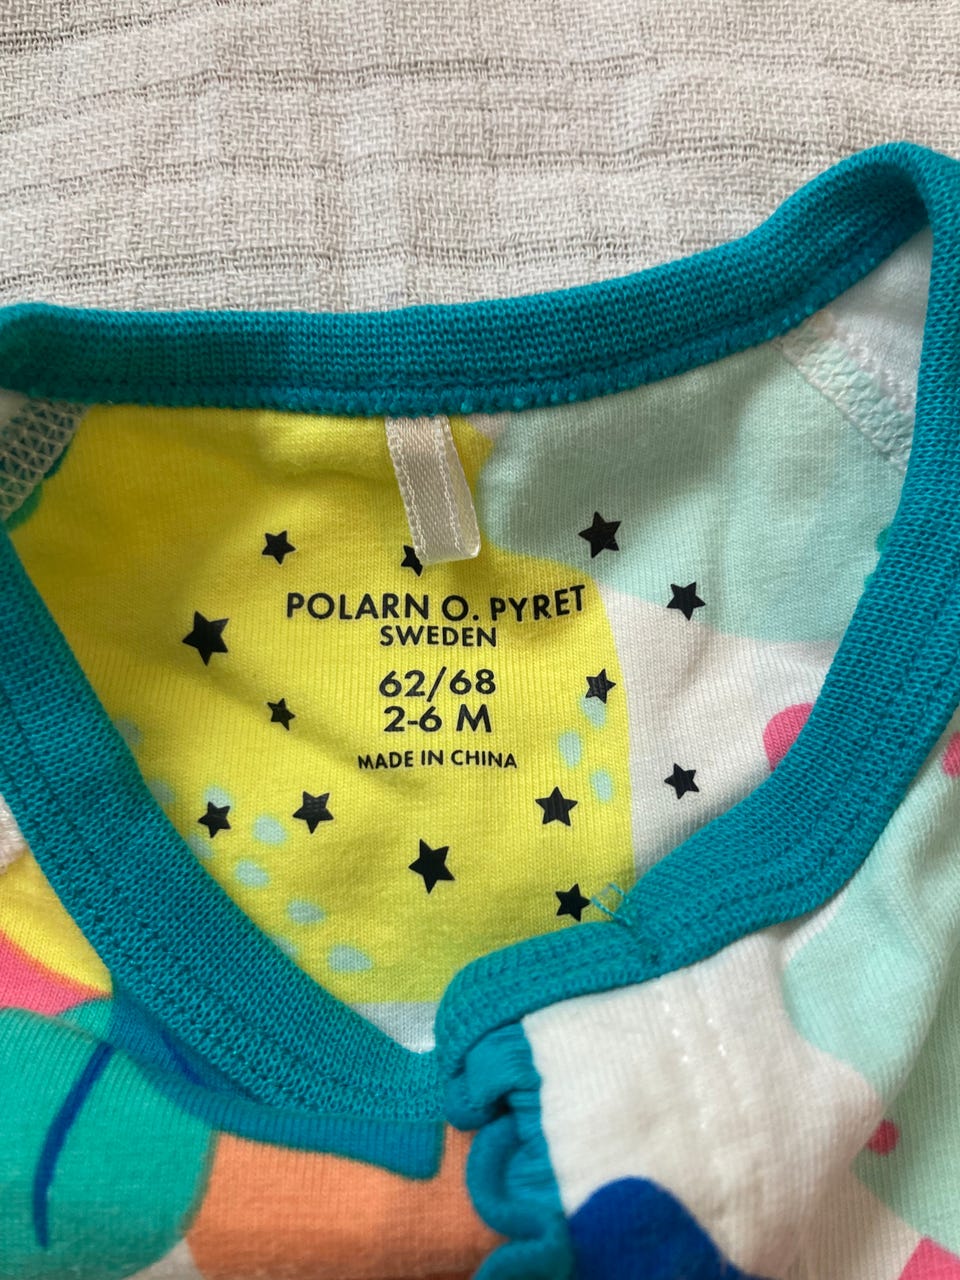 POLARN O. PYRET
SWEDEN
62/68
2-6 M
MADE IN CHINA